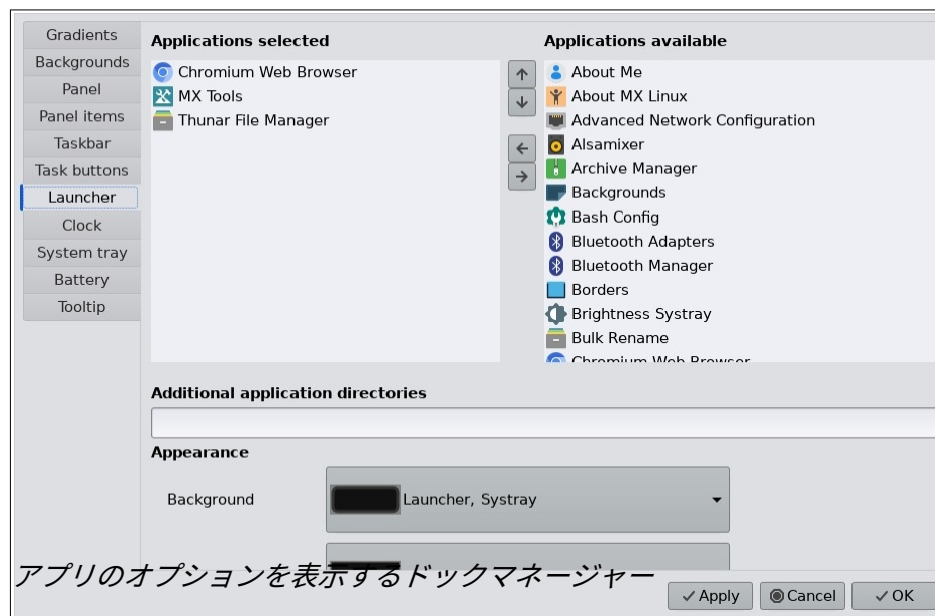 Gradients
Backgrounds
Panel
Panel items
Taskbar
Task buttons
Launcher
Clock
System tray
Battery
Tooltip
Applications selected
Chromium Web Browser
MX Tools
Thunar File Manager
Applications available
About Me
About MX Linux
Advanced Network Configuration
Alsamixer
Archive Manager
Backgrounds
Bash Config
Bluetooth Adapters
Bluetooth Manager
Borders
Brightness Systray
Bulk Rename
Chromium Web Browser
Additional application directories
Appearance
Background
Launcher, Systray
アプリのオプションを表示するドックマネージャー
Apply
Cancel
OK